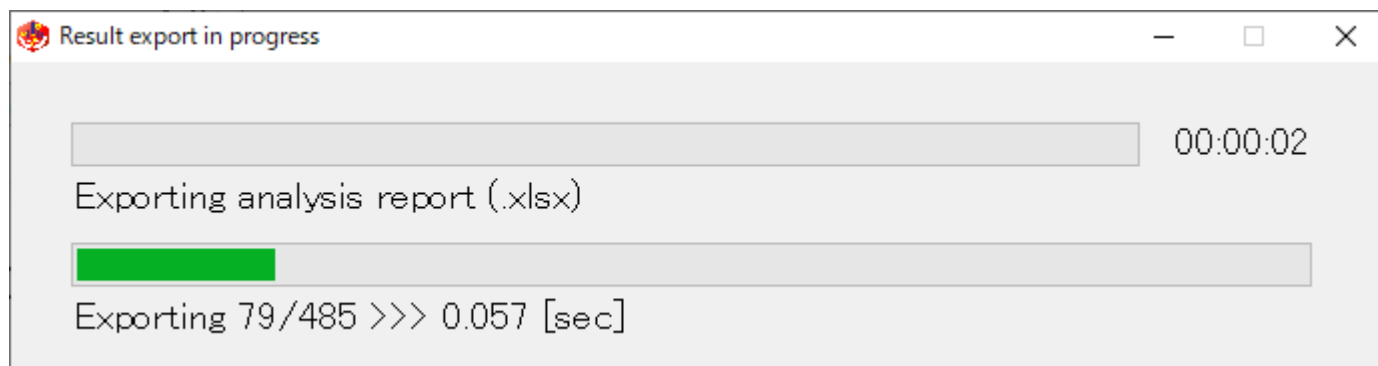 Result export in progress
00:00:02
Exporting analysis report (.xlsx)
Exporting 79/485 >>> 0.057 [sec]